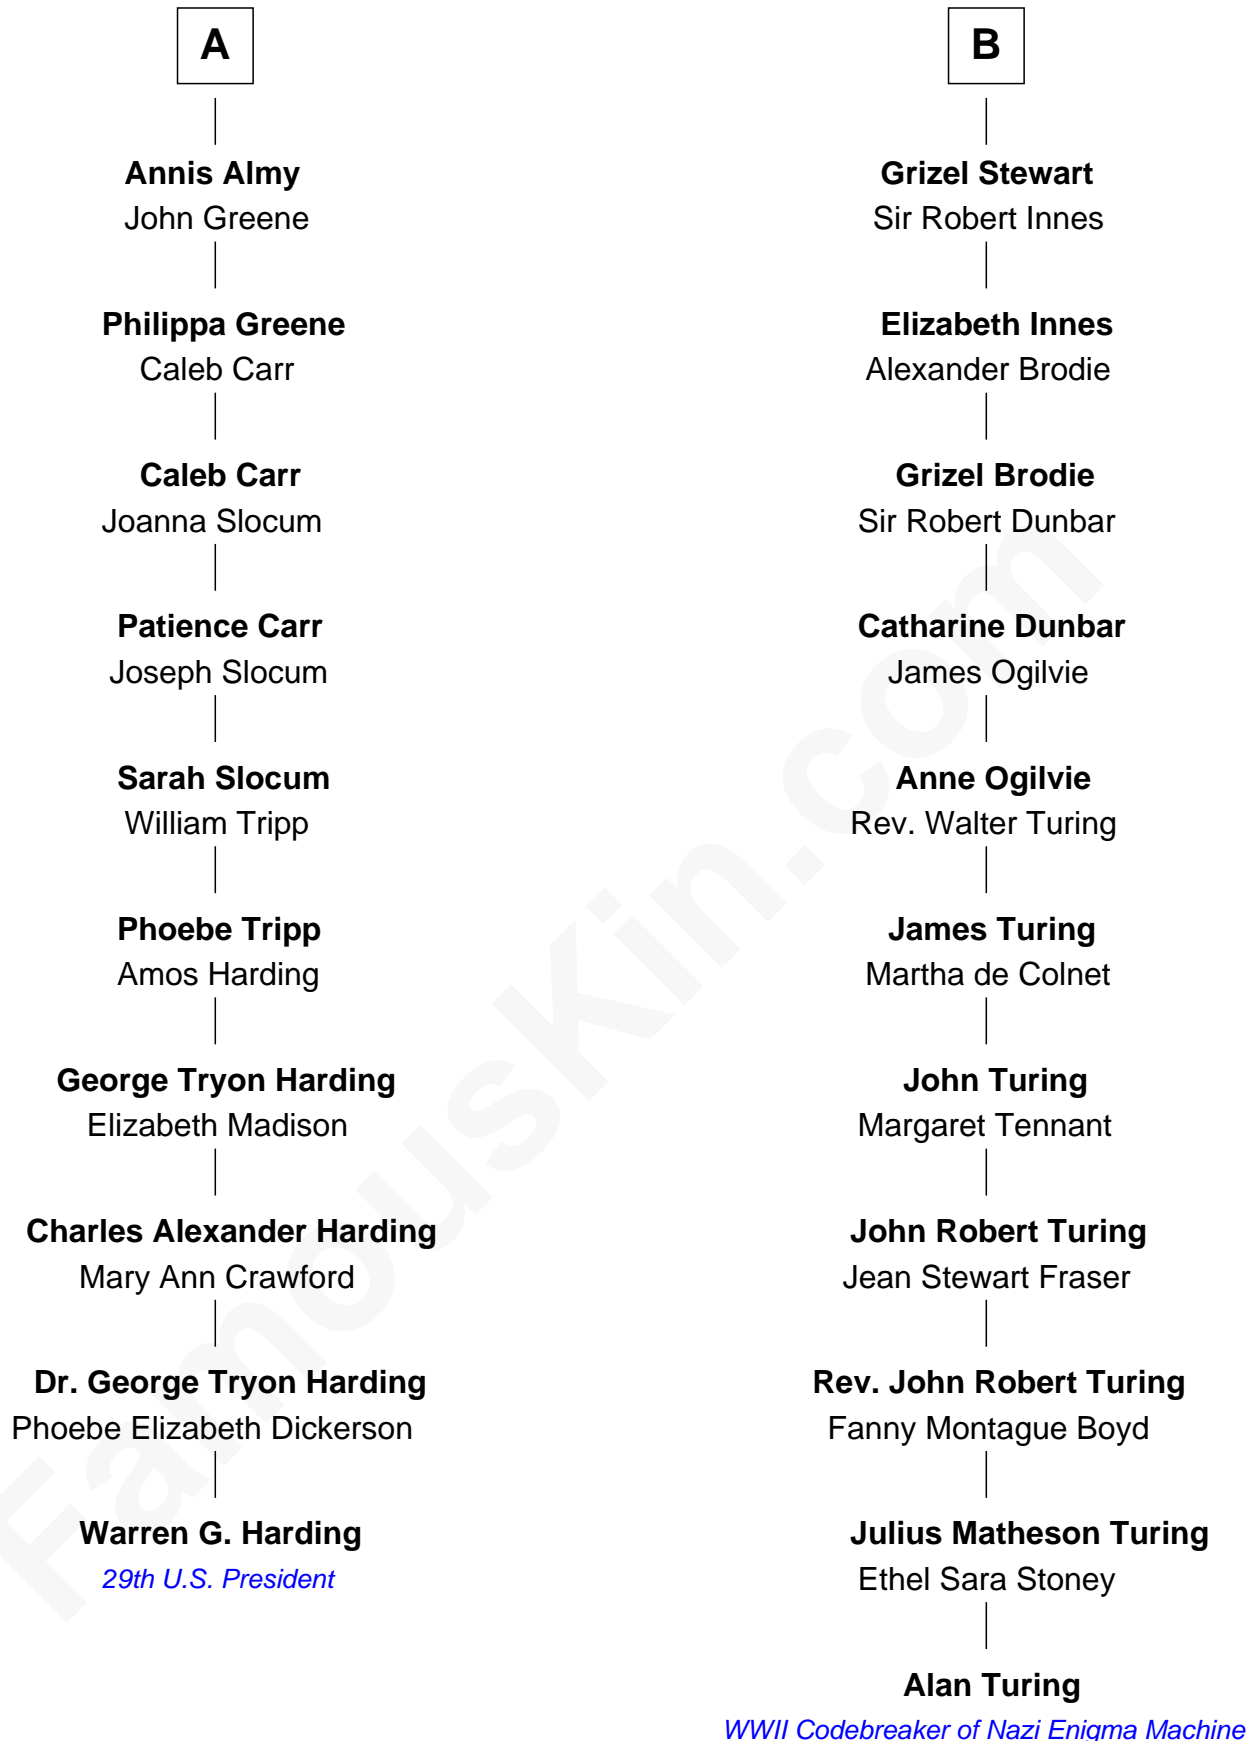 A
Annis Almy
John Greene
Philippa Greene
Caleb Carr
Caleb Carr
Joanna Slocum
Patience Carr
Joseph Slocum
Sarah Slocum
William Tripp
Phoebe Tripp
Amos Harding
George Tryon Harding
Elizabeth Madison
Charles Alexander Harding
Mary Ann Crawford
Dr. George Tryon Harding
Phoebe Elizabeth Dickerson
Warren G. Harding
29th U.S. President
B
Grizel Stewart
Sir Robert Innes
Elizabeth Innes
Alexander Brodie
Grizel Brodie
Sir Robert Dunbar
Catharine Dunbar
James Ogilvie
Anne Ogilvie
Rev. Walter Turing
James Turing
Martha de Colnet
John Turing
Margaret Tennant
John Robert Turing
Jean Stewart Fraser
Rev. John Robert Turing
Fanny Montague Boyd
Julius Matheson Turing
Ethel Sara Stoney
Alan Turing
WWII Codebreaker of Nazi Enigma Machine
FamousKin.com